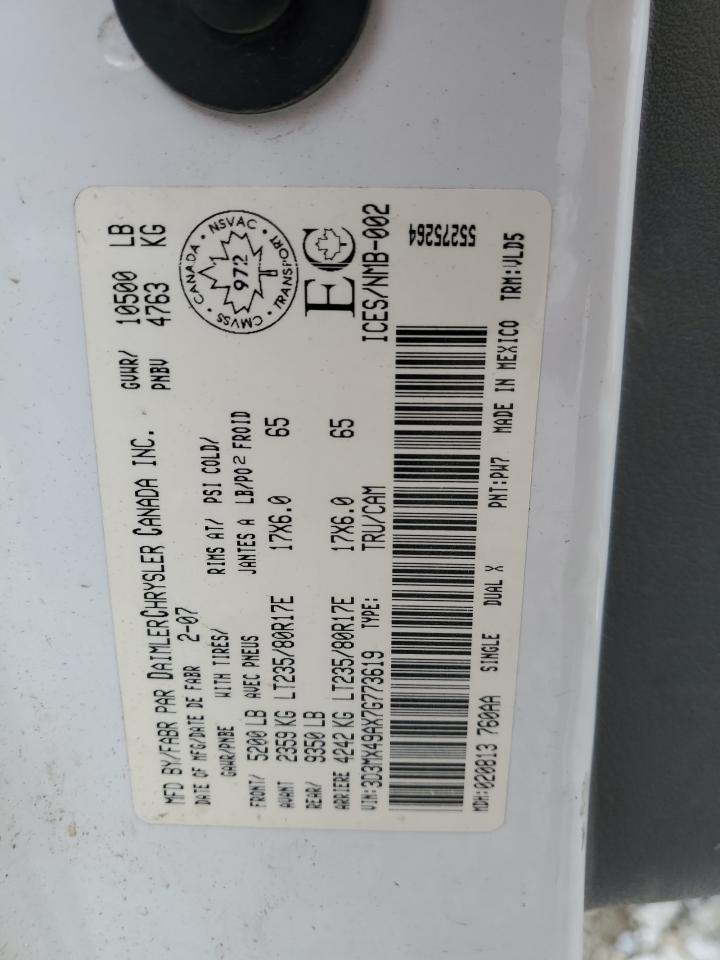 MFD BY/FABR PAR DAIMLERCHRYSLER CANADA INC.
DATE OF MFG/DATE DE FABR 2-07
GVWR/ 10500 LB
PNBV 4763 KG
GAWR/PNBE WITH TIRES/ RIMS AT/ PSI COLD/
AVEC PNEUS JANTES A LB/PO2 FROID
FRONT/ 5200 LB
AVANT 2359 KG LT235/80R17E 17X6.0 65
REAR/ 9350 LB
ARRIERE 4242 KG LT235/80R17E 17X6.0 65
VIN:3D3MX49AX7G773619 TYPE: TRU/CAM
CANADA · NSVAC · TRANSPORT · CMVSS
972
EC
ICES/NMB-002
55275264
MDH:020813 760AA SINGLE DUAL X PNT:PW7 MADE IN MEXICO TRM:VLD5